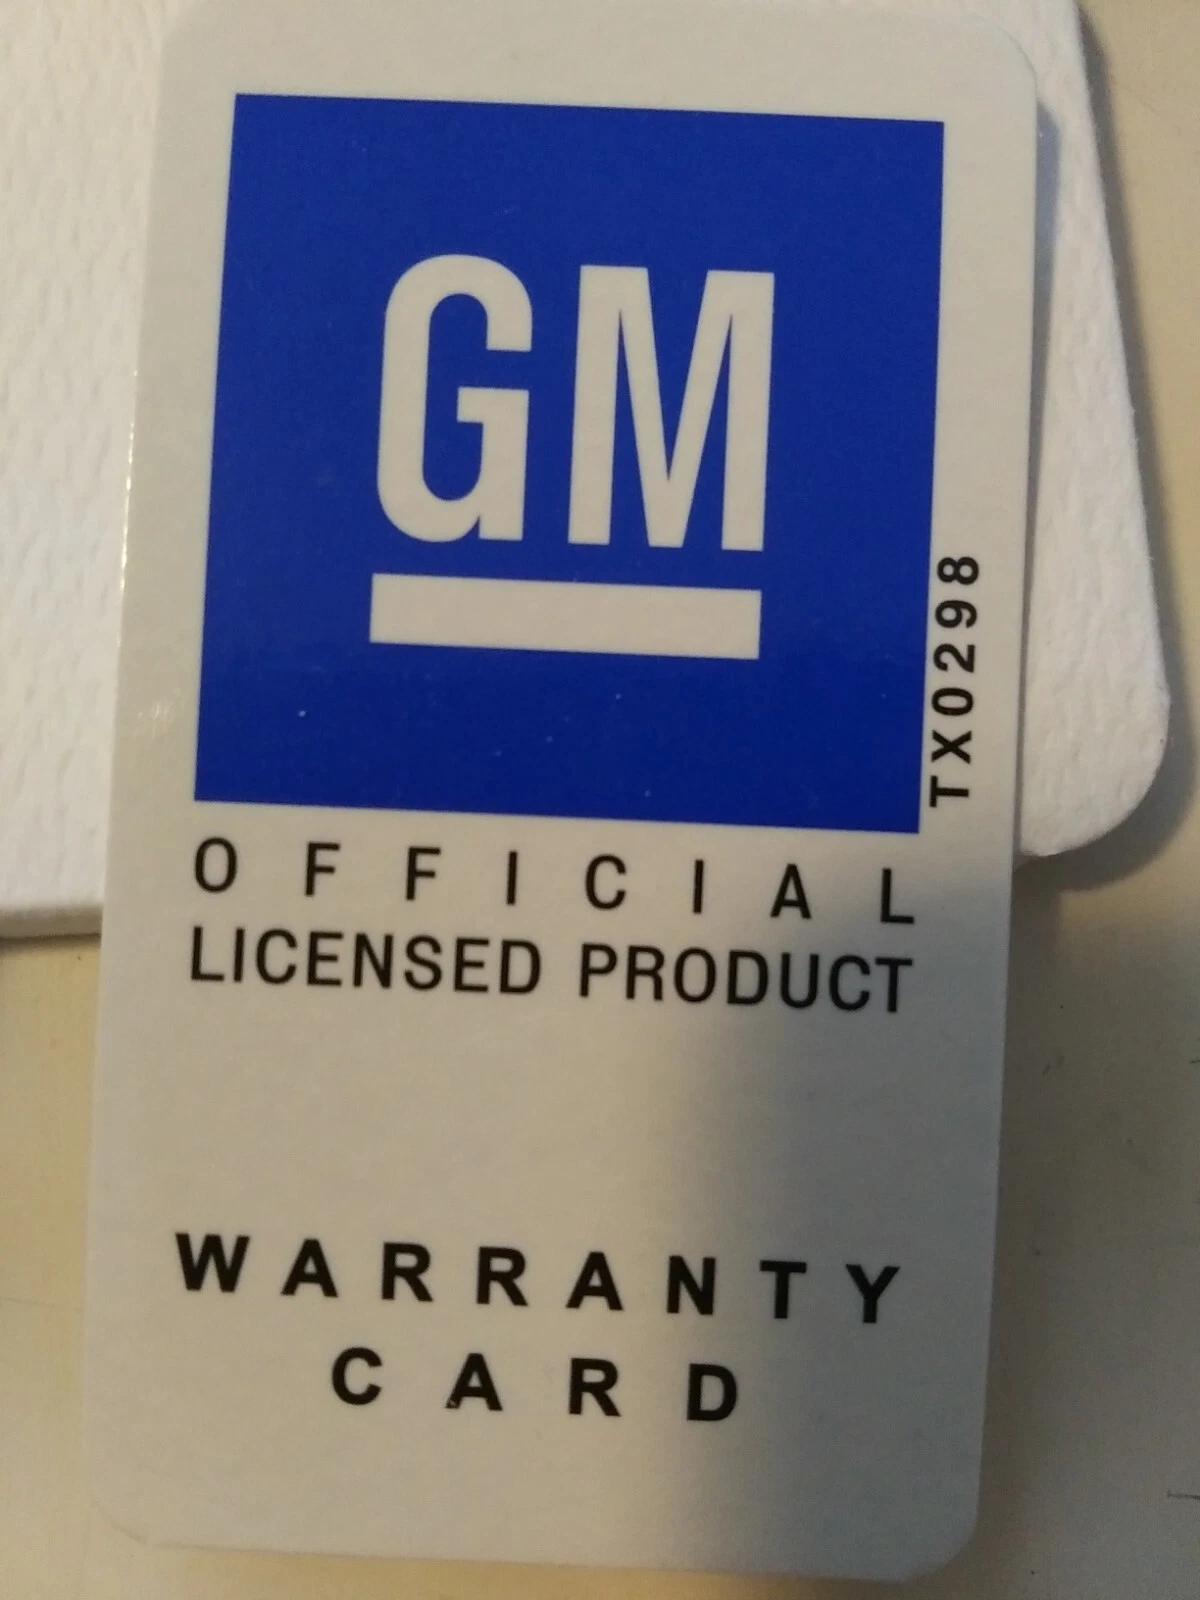 GM
TX0298
OFFICIAL
LICENSED PRODUCT
WARRANTY
CARD